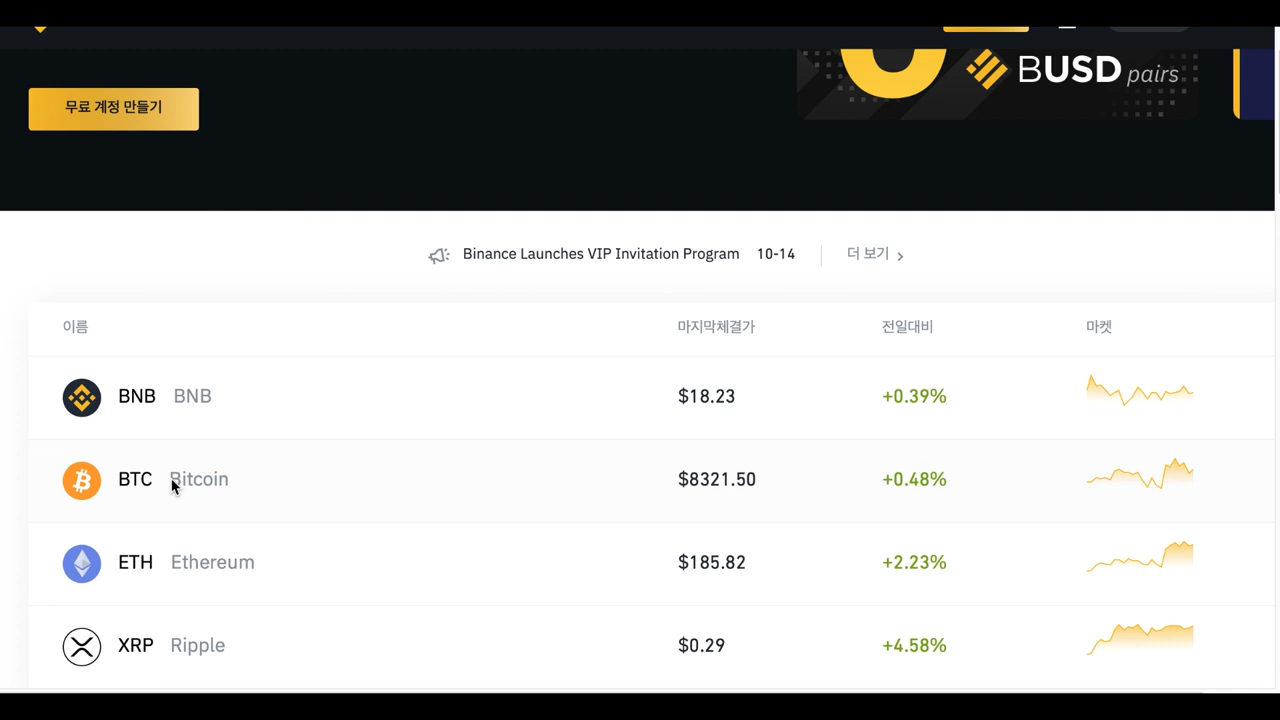 BUSD pairs
무료 계정 만들기
Binance Launches VIP Invitation Program 10-14 더 보기
이름 마지막체결가 전일대비 마켓
BNB BNB $18.23 +0.39%
BTC Bitcoin $8321.50 +0.48%
ETH Ethereum $185.82 +2.23%
XRP Ripple $0.29 +4.58%